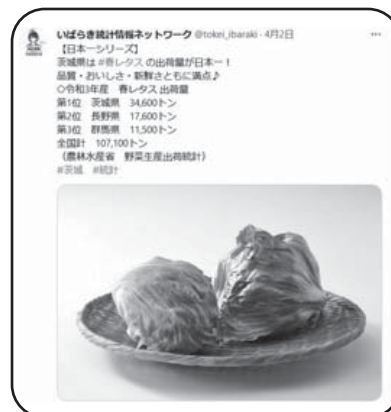 いばらき統計情報ネットワーク @tokei_ibaraki・4月2日
【日本一シリーズ】
茨城県は #春レタス の出荷量が日本一！
品質・おいしさ・新鮮さともに満点♪
○令和3年産　春レタス 出荷量
第1位　茨城県　34,600トン
第2位　長野県　17,600トン
第3位　群馬県　11,500トン
全国計　107,100トン
（農林水産省　野菜生産出荷統計）
#茨城　#統計